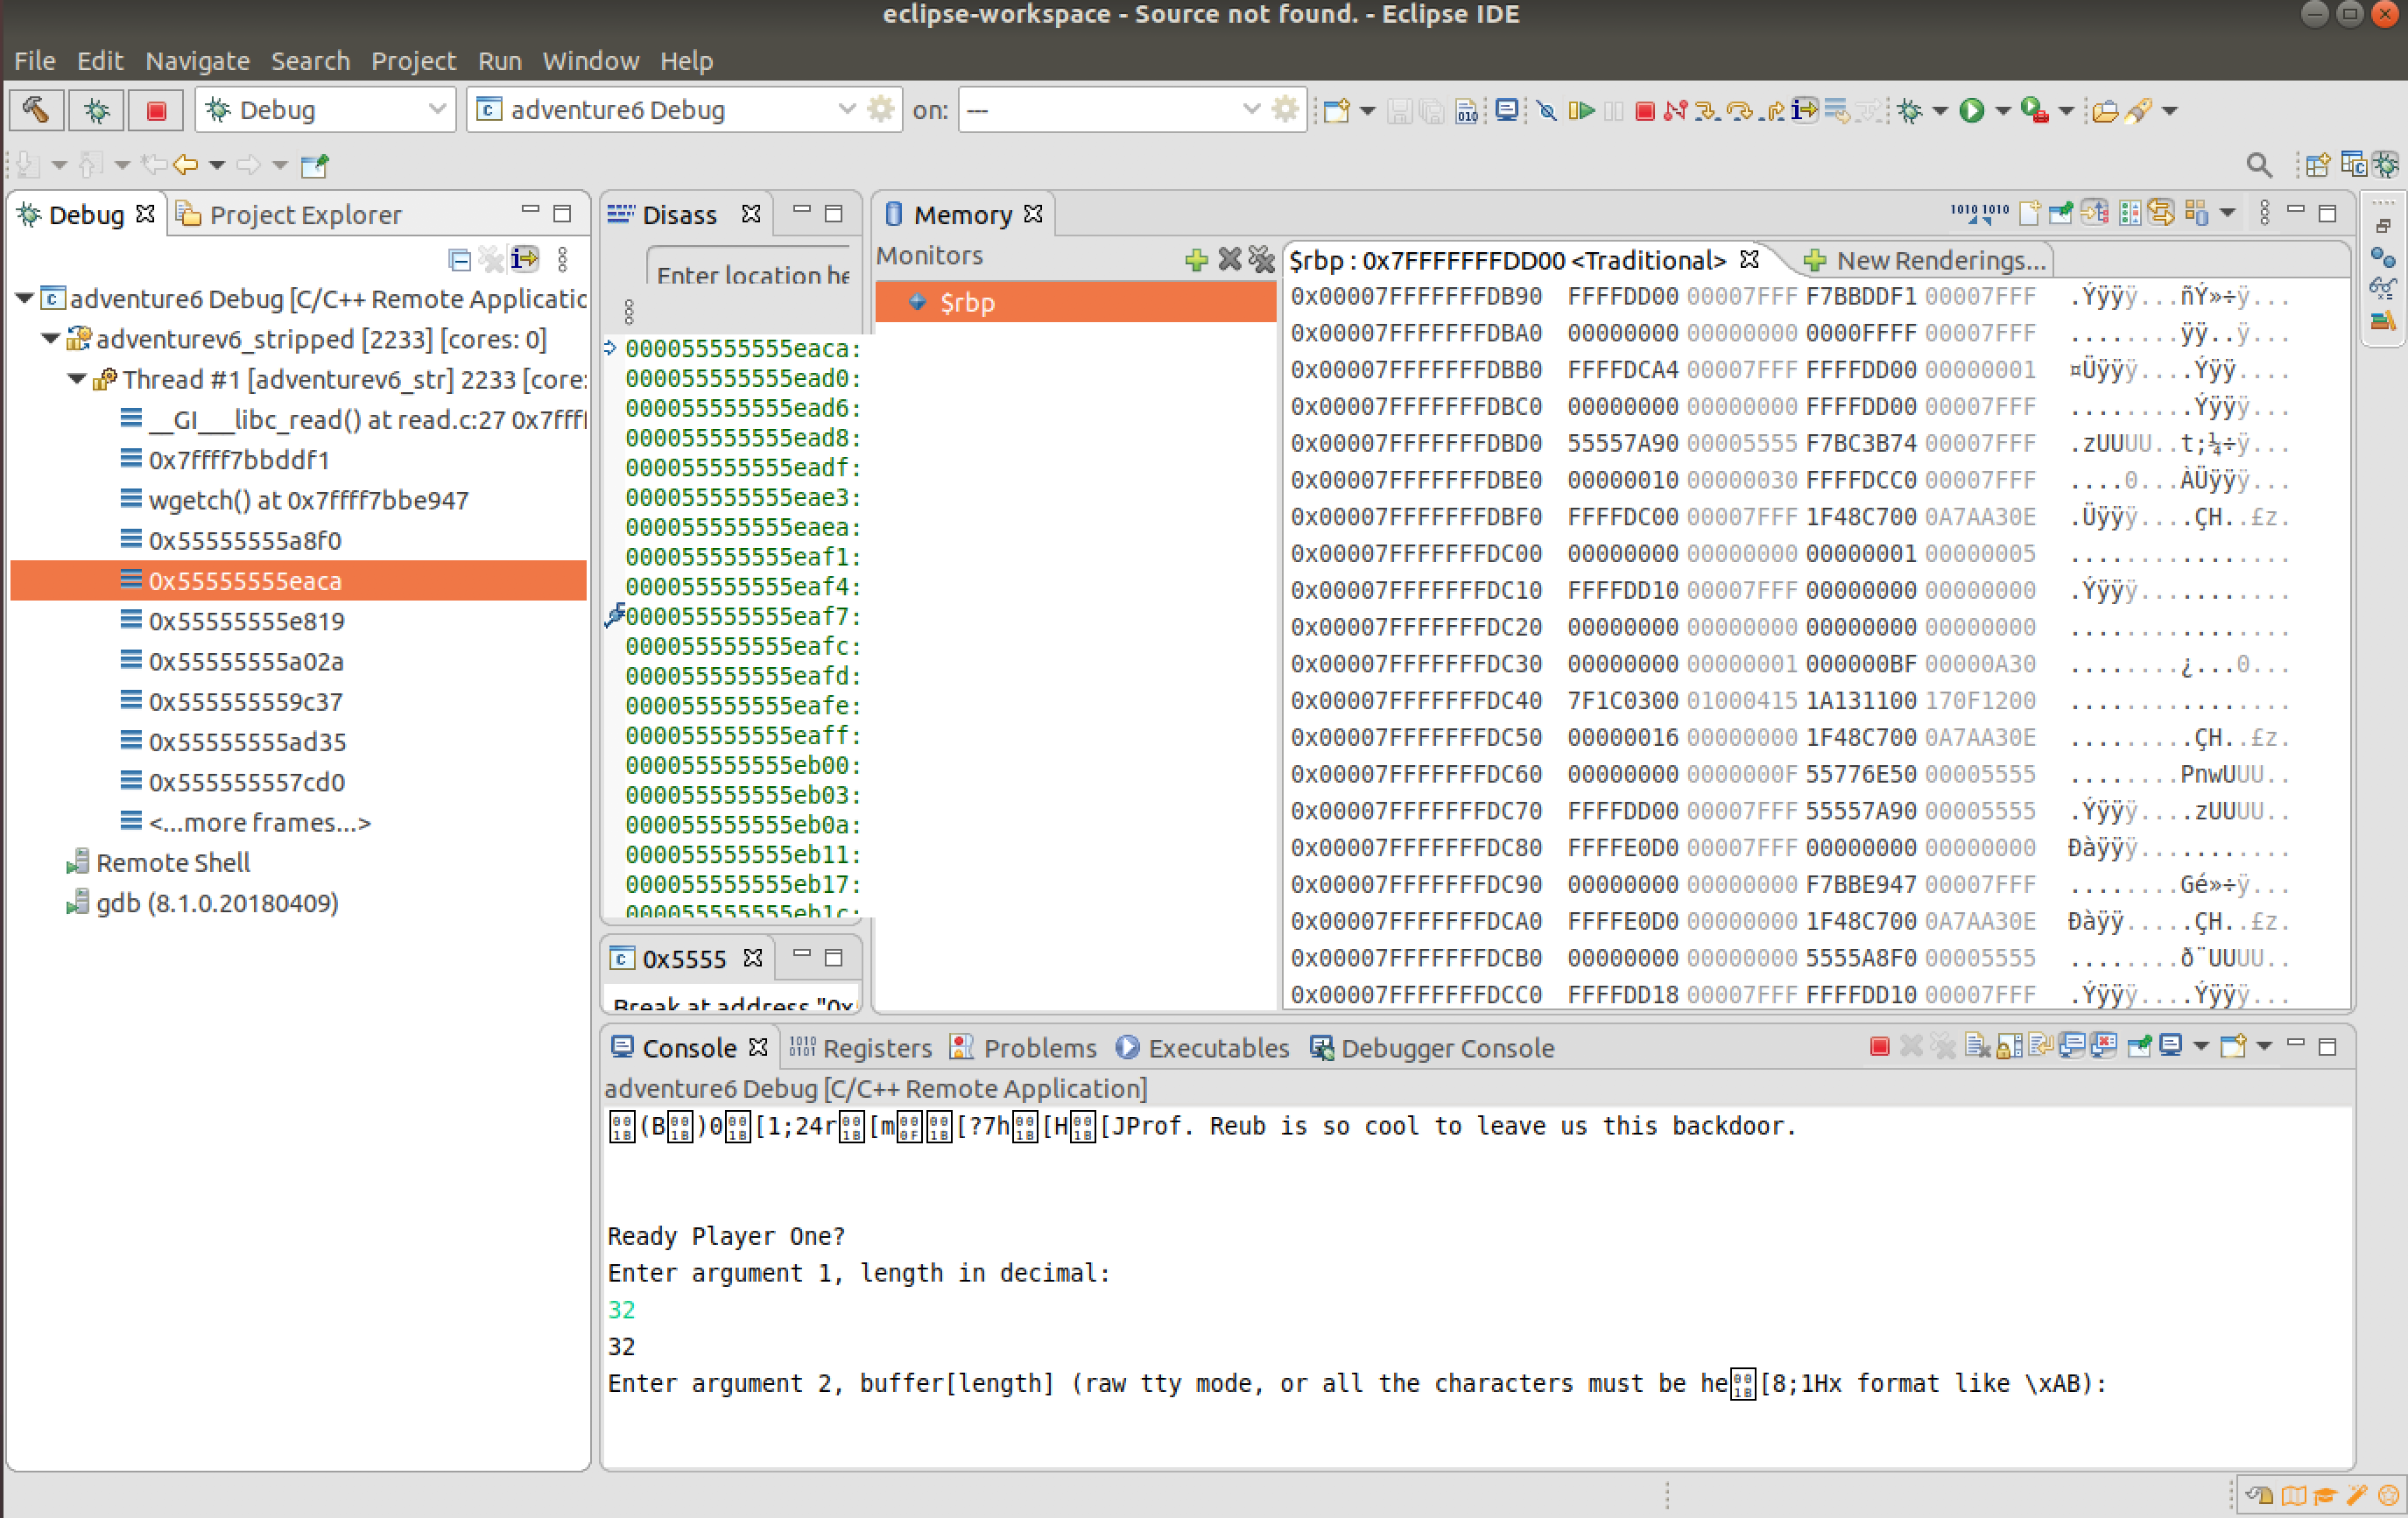 eclipse-workspace - Source not found. - Eclipse IDE
File Edit Navigate Search Project Run Window Help
Debug
adventure6 Debug
on: ---
Debug
Project Explorer
adventure6 Debug [C/C++ Remote Applicatic
adventurev6_stripped [2233] [cores: 0]
Thread #1 [adventurev6_str] 2233 [core:
__GI___libc_read() at read.c:27 0x7ffff
0x7ffff7bbddf1
wgetch() at 0x7ffff7bbe947
0x55555555a8f0
0x55555555eaca
0x55555555e819
0x55555555a02a
0x555555559c37
0x55555555ad35
0x555555557cd0
<...more frames...>
Remote Shell
gdb (8.1.0.20180409)
Disass
Enter location he
000055555555eaca:
000055555555ead0:
000055555555ead6:
000055555555ead8:
000055555555eadf:
000055555555eae3:
000055555555eaea:
000055555555eaf1:
000055555555eaf4:
000055555555eaf7:
000055555555eafc:
000055555555eafd:
000055555555eafe:
000055555555eaff:
000055555555eb00:
000055555555eb03:
000055555555eb0a:
000055555555eb11:
000055555555eb17:
000055555555eb1c:
0x5555
Break at address "0x
Memory
Monitors
$rbp
$rbp : 0x7FFFFFFFDD00 <Traditional>
New Renderings...
0x00007FFFFFFFDB90 FFFFDD00 00007FFF F7BBDDF1 00007FFF .Ýÿÿÿ...ñÝ»÷ÿ...
0x00007FFFFFFFDBA0 00000000 00000000 0000FFFF 00007FFF ........ÿÿ..ÿ...
0x00007FFFFFFFDBB0 FFFFDCA4 00007FFF FFFFDD00 00000001 ¤Üÿÿÿ....Ýÿÿ....
0x00007FFFFFFFDBC0 00000000 00000000 FFFFDD00 00007FFF .........Ýÿÿÿ...
0x00007FFFFFFFDBD0 55557A90 00005555 F7BC3B74 00007FFF .zUUUU..t;¼÷ÿ...
0x00007FFFFFFFDBE0 00000010 00000030 FFFFDCC0 00007FFF ....0...ÀÜÿÿÿ...
0x00007FFFFFFFDBF0 FFFFDC00 00007FFF 1F48C700 0A7AA30E .Üÿÿÿ....ÇH..£z.
0x00007FFFFFFFDC00 00000000 00000000 00000001 00000005 ................
0x00007FFFFFFFDC10 FFFFDD10 00007FFF 00000000 00000000 .Ýÿÿÿ...........
0x00007FFFFFFFDC20 00000000 00000000 00000000 00000000 ................
0x00007FFFFFFFDC30 00000000 00000001 000000BF 00000A30 ........¿...0...
0x00007FFFFFFFDC40 7F1C0300 01000415 1A131100 170F1200 ................
0x00007FFFFFFFDC50 00000016 00000000 1F48C700 0A7AA30E .........ÇH..£z.
0x00007FFFFFFFDC60 00000000 0000000F 55776E50 00005555 ........PnwUUU..
0x00007FFFFFFFDC70 FFFFDD00 00007FFF 55557A90 00005555 .Ýÿÿÿ....zUUUU..
0x00007FFFFFFFDC80 FFFFE0D0 00007FFF 00000000 00000000 Ðàÿÿÿ...........
0x00007FFFFFFFDC90 00000000 00000000 F7BBE947 00007FFF ........Gé»÷ÿ...
0x00007FFFFFFFDCA0 FFFFE0D0 00000000 1F48C700 0A7AA30E Ðàÿÿ.....ÇH..£z.
0x00007FFFFFFFDCB0 00000000 00000000 5555A8F0 00005555 ........ð¨UUUU..
0x00007FFFFFFFDCC0 FFFFDD18 00007FFF FFFFDD10 00007FFF .Ýÿÿÿ....Ýÿÿÿ...
Console Registers Problems Executables Debugger Console
adventure6 Debug [C/C++ Remote Application]
(B)0[1;24r[m[?7h[H[JProf. Reub is so cool to leave us this backdoor.
Ready Player One?
Enter argument 1, length in decimal:
32
32
Enter argument 2, buffer[length] (raw tty mode, or all the characters must be he[8;1Hx format like \xAB):